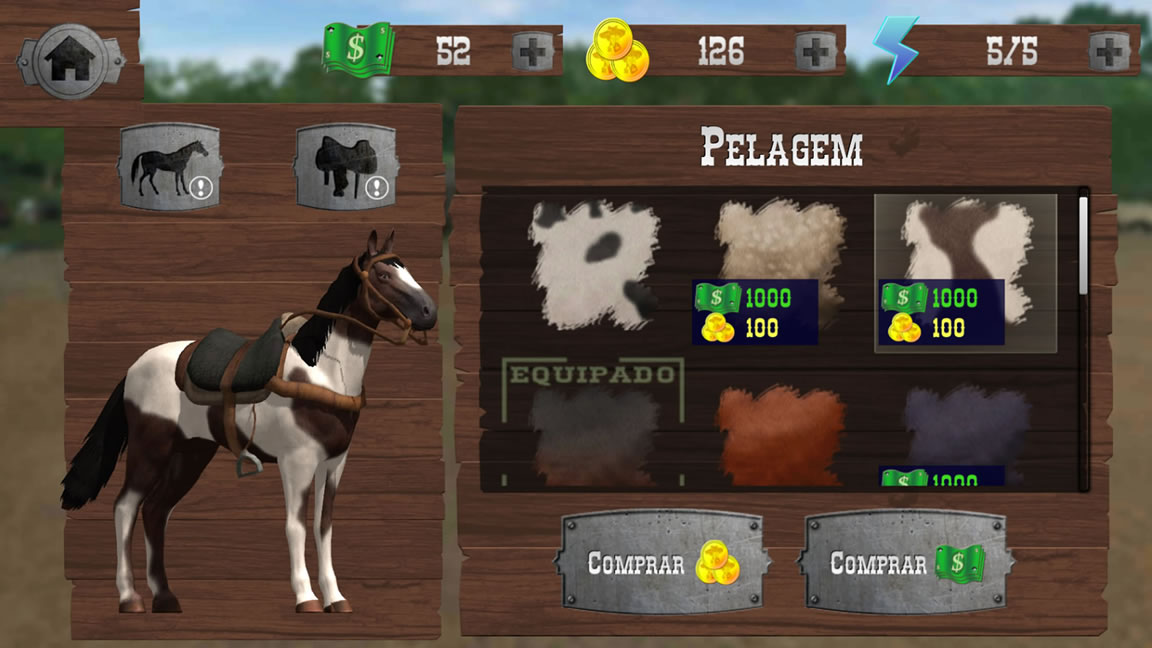 52
126
5/5
PELAGEM
$ 1000
100
$ 1000
100
EQUIPADO
$ 1000
COMPRAR
COMPRAR $